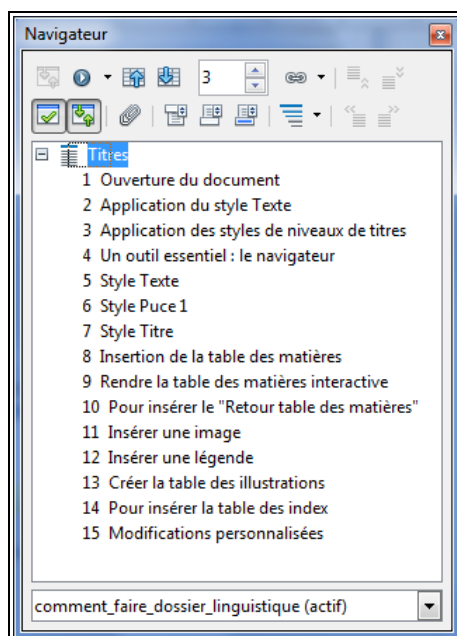 Navigateur
3
Titres
1 Ouverture du document
2 Application du style Texte
3 Application des styles de niveaux de titres
4 Un outil essentiel : le navigateur
5 Style Texte
6 Style Puce 1
7 Style Titre
8 Insertion de la table des matières
9 Rendre la table des matières interactive
10 Pour insérer le "Retour table des matières"
11 Insérer une image
12 Insérer une légende
13 Créer la table des illustrations
14 Pour insérer la table des index
15 Modifications personnalisées
comment_faire_dossier_linguistique (actif)